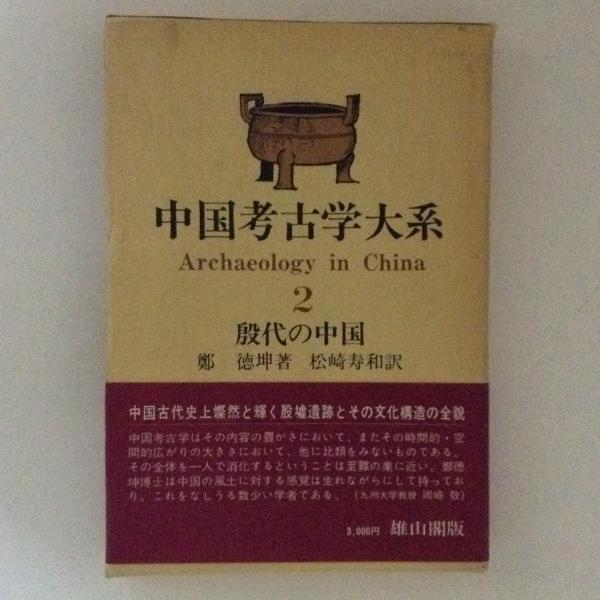 中国考古学大系
Archaeology in China
2
殷代の中国
鄭　徳坤著　松崎寿和訳
中国古代史上燦然と輝く殷墟遺跡とその文化構造の全貌
中国考古学はその内容の豊かさにおいて、またその時間的・空
間的広がりの大きさにおいて、他に比類をみないものである。
その全体を一人で消化するということは至難の業に近い。鄭徳
坤博士は中国の風土に対する感覚は生れながらにして持ってお
り、これをなしうる数少い学者である。（九州大学教授 岡崎 敬）
3,000円　雄山閣版